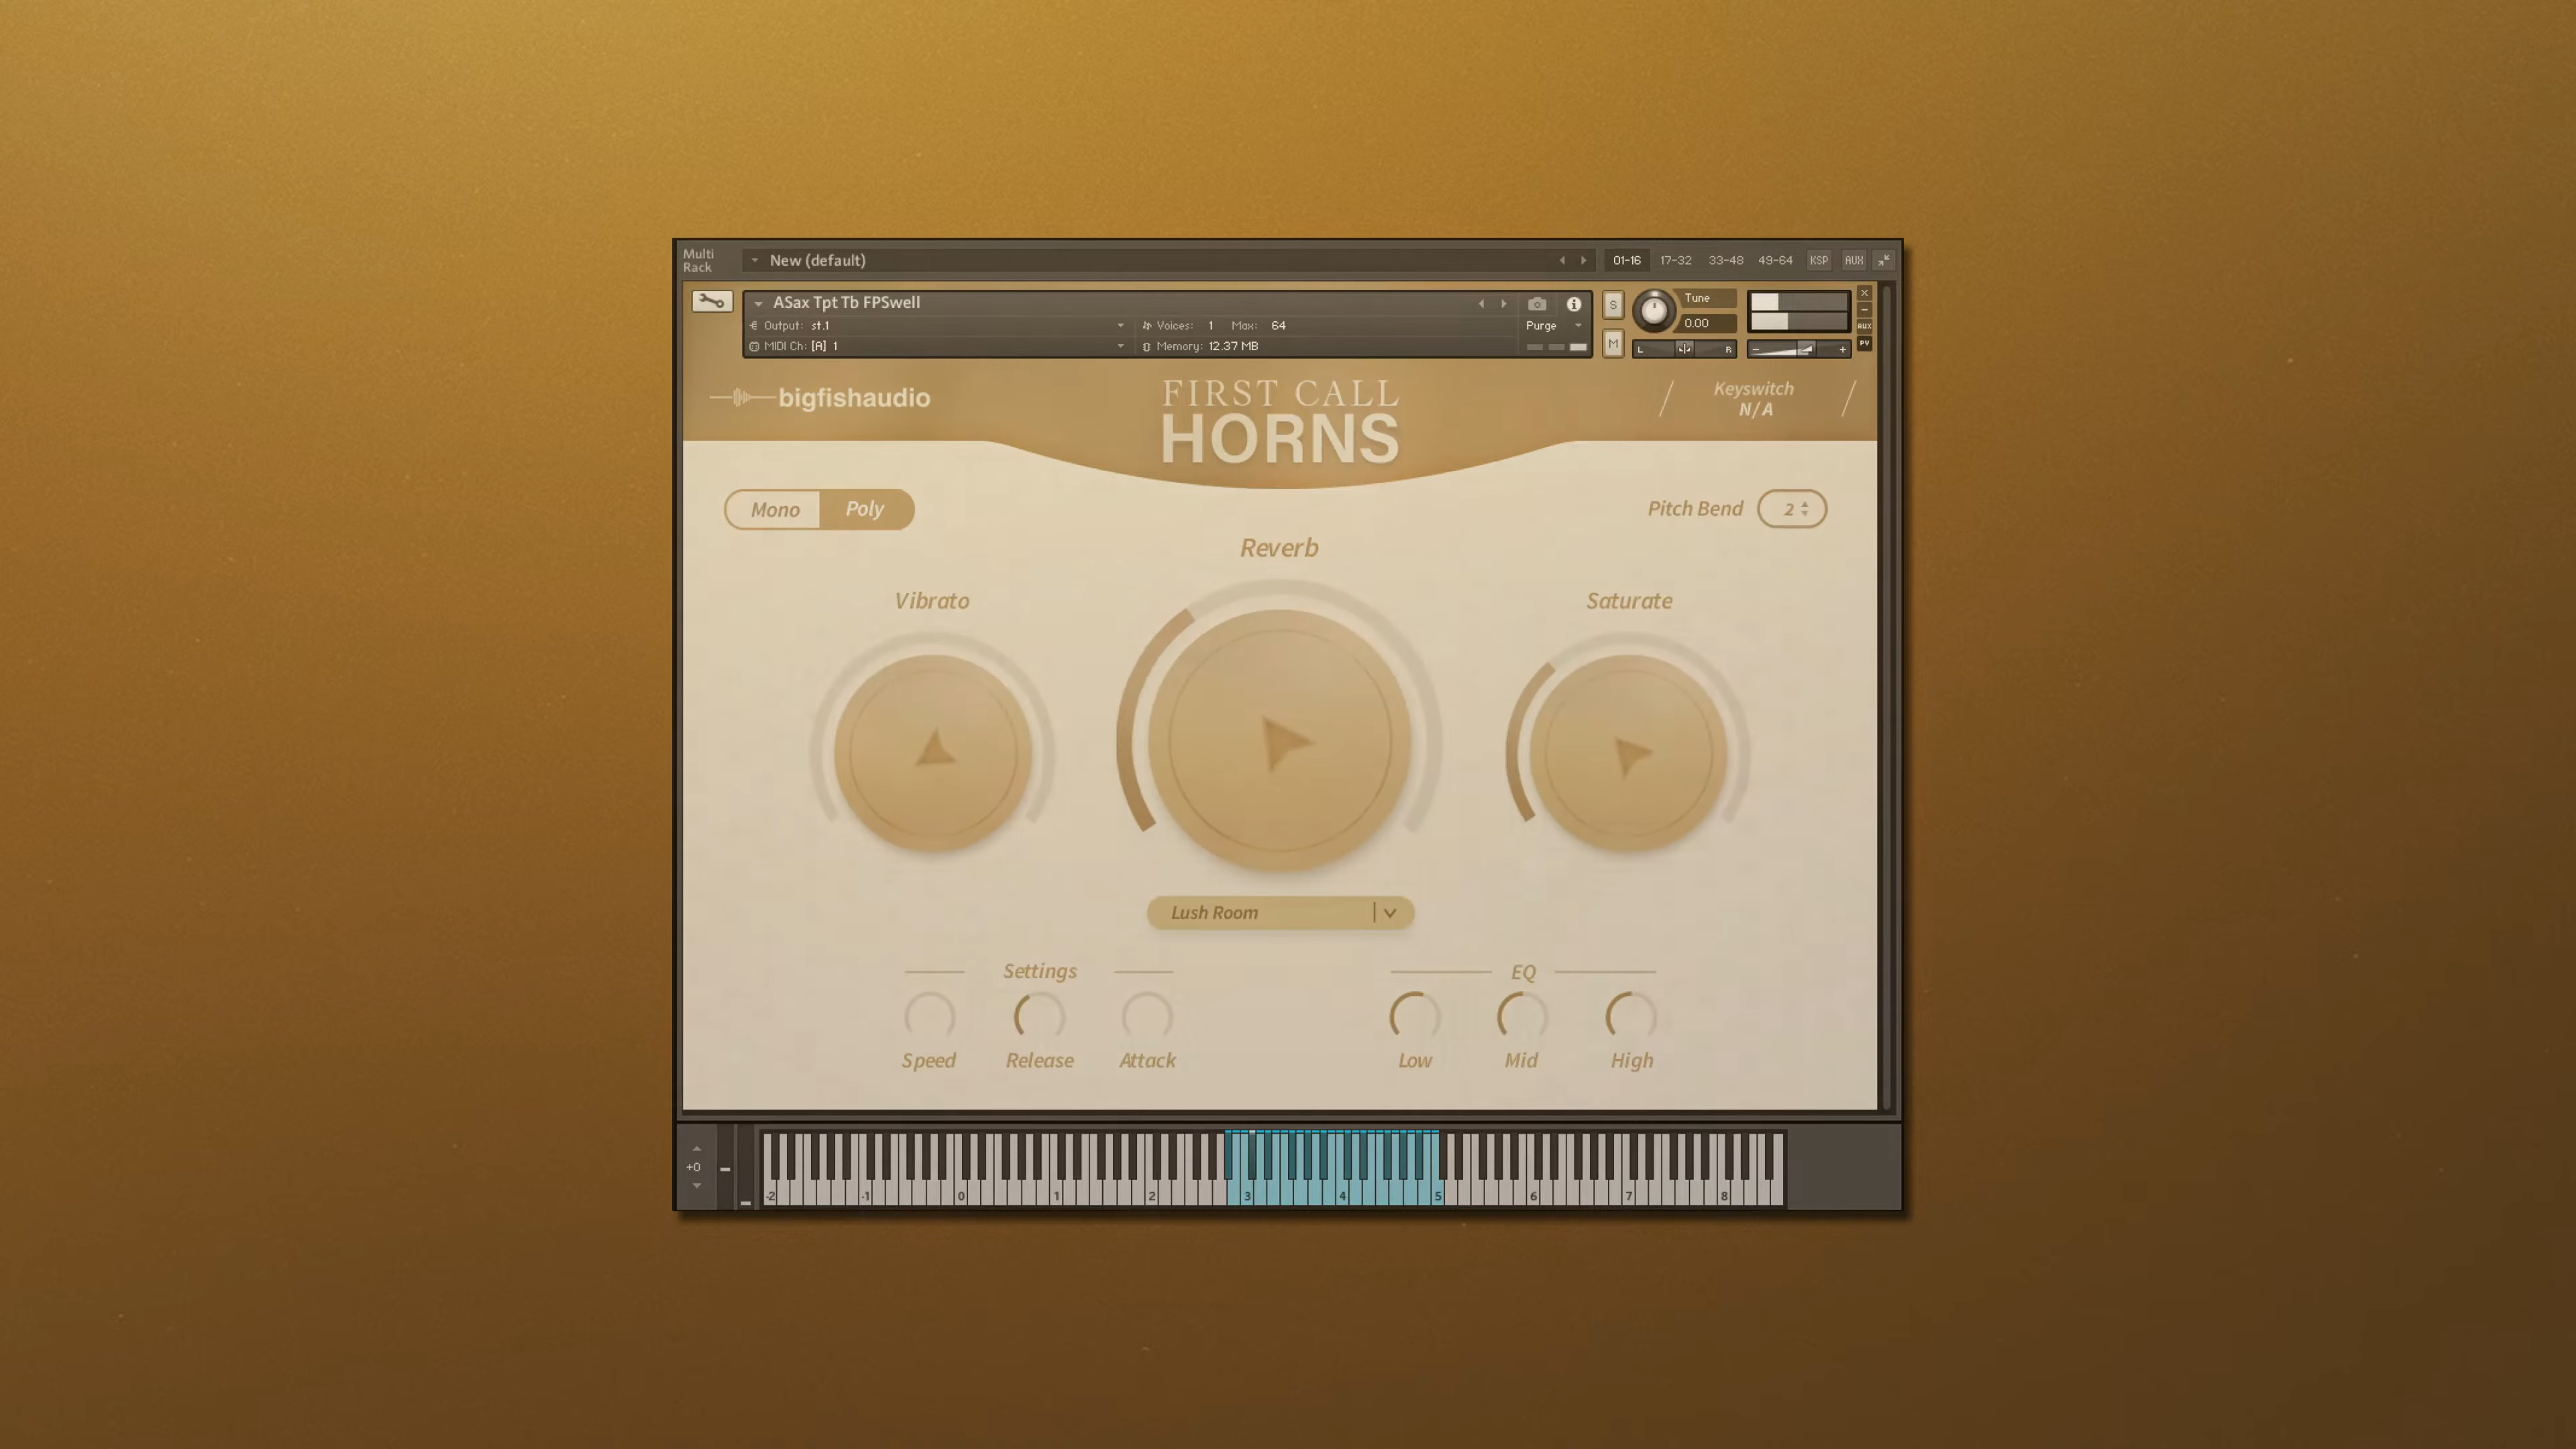 Multi
Rack
New (default)
01-16 17-32 33-48 49-64 KSP AUX
ASax Tpt Tb FPSwell
Output: st.1
Voices: 1 Max: 64
Purge
MIDI Ch: [A] 1
Memory: 12.37 MB
S
M
Tune
0.00
L R
- +
x
-
AUX
PV
bigfishaudio
FIRST CALL
HORNS
Keyswitch
N/A
Mono Poly
Pitch Bend 2
Reverb
Vibrato
Saturate
Lush Room
Settings
EQ
Speed Release Attack
Low Mid High
+0
-2 -1 0 1 2 3 4 5 6 7 8